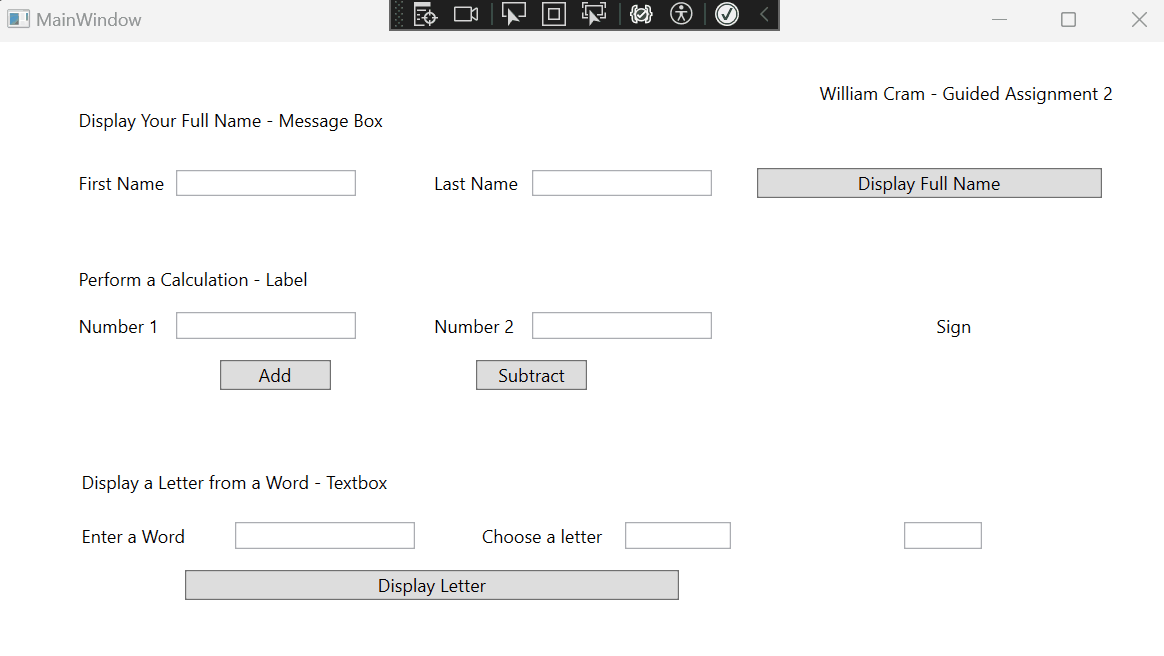 MainWindow
William Cram - Guided Assignment 2
Display Your Full Name - Message Box
First Name
Last Name
Display Full Name
Perform a Calculation - Label
Number 1
Number 2
Sign
Add
Subtract
Display a Letter from a Word - Textbox
Enter a Word
Choose a letter
Display Letter